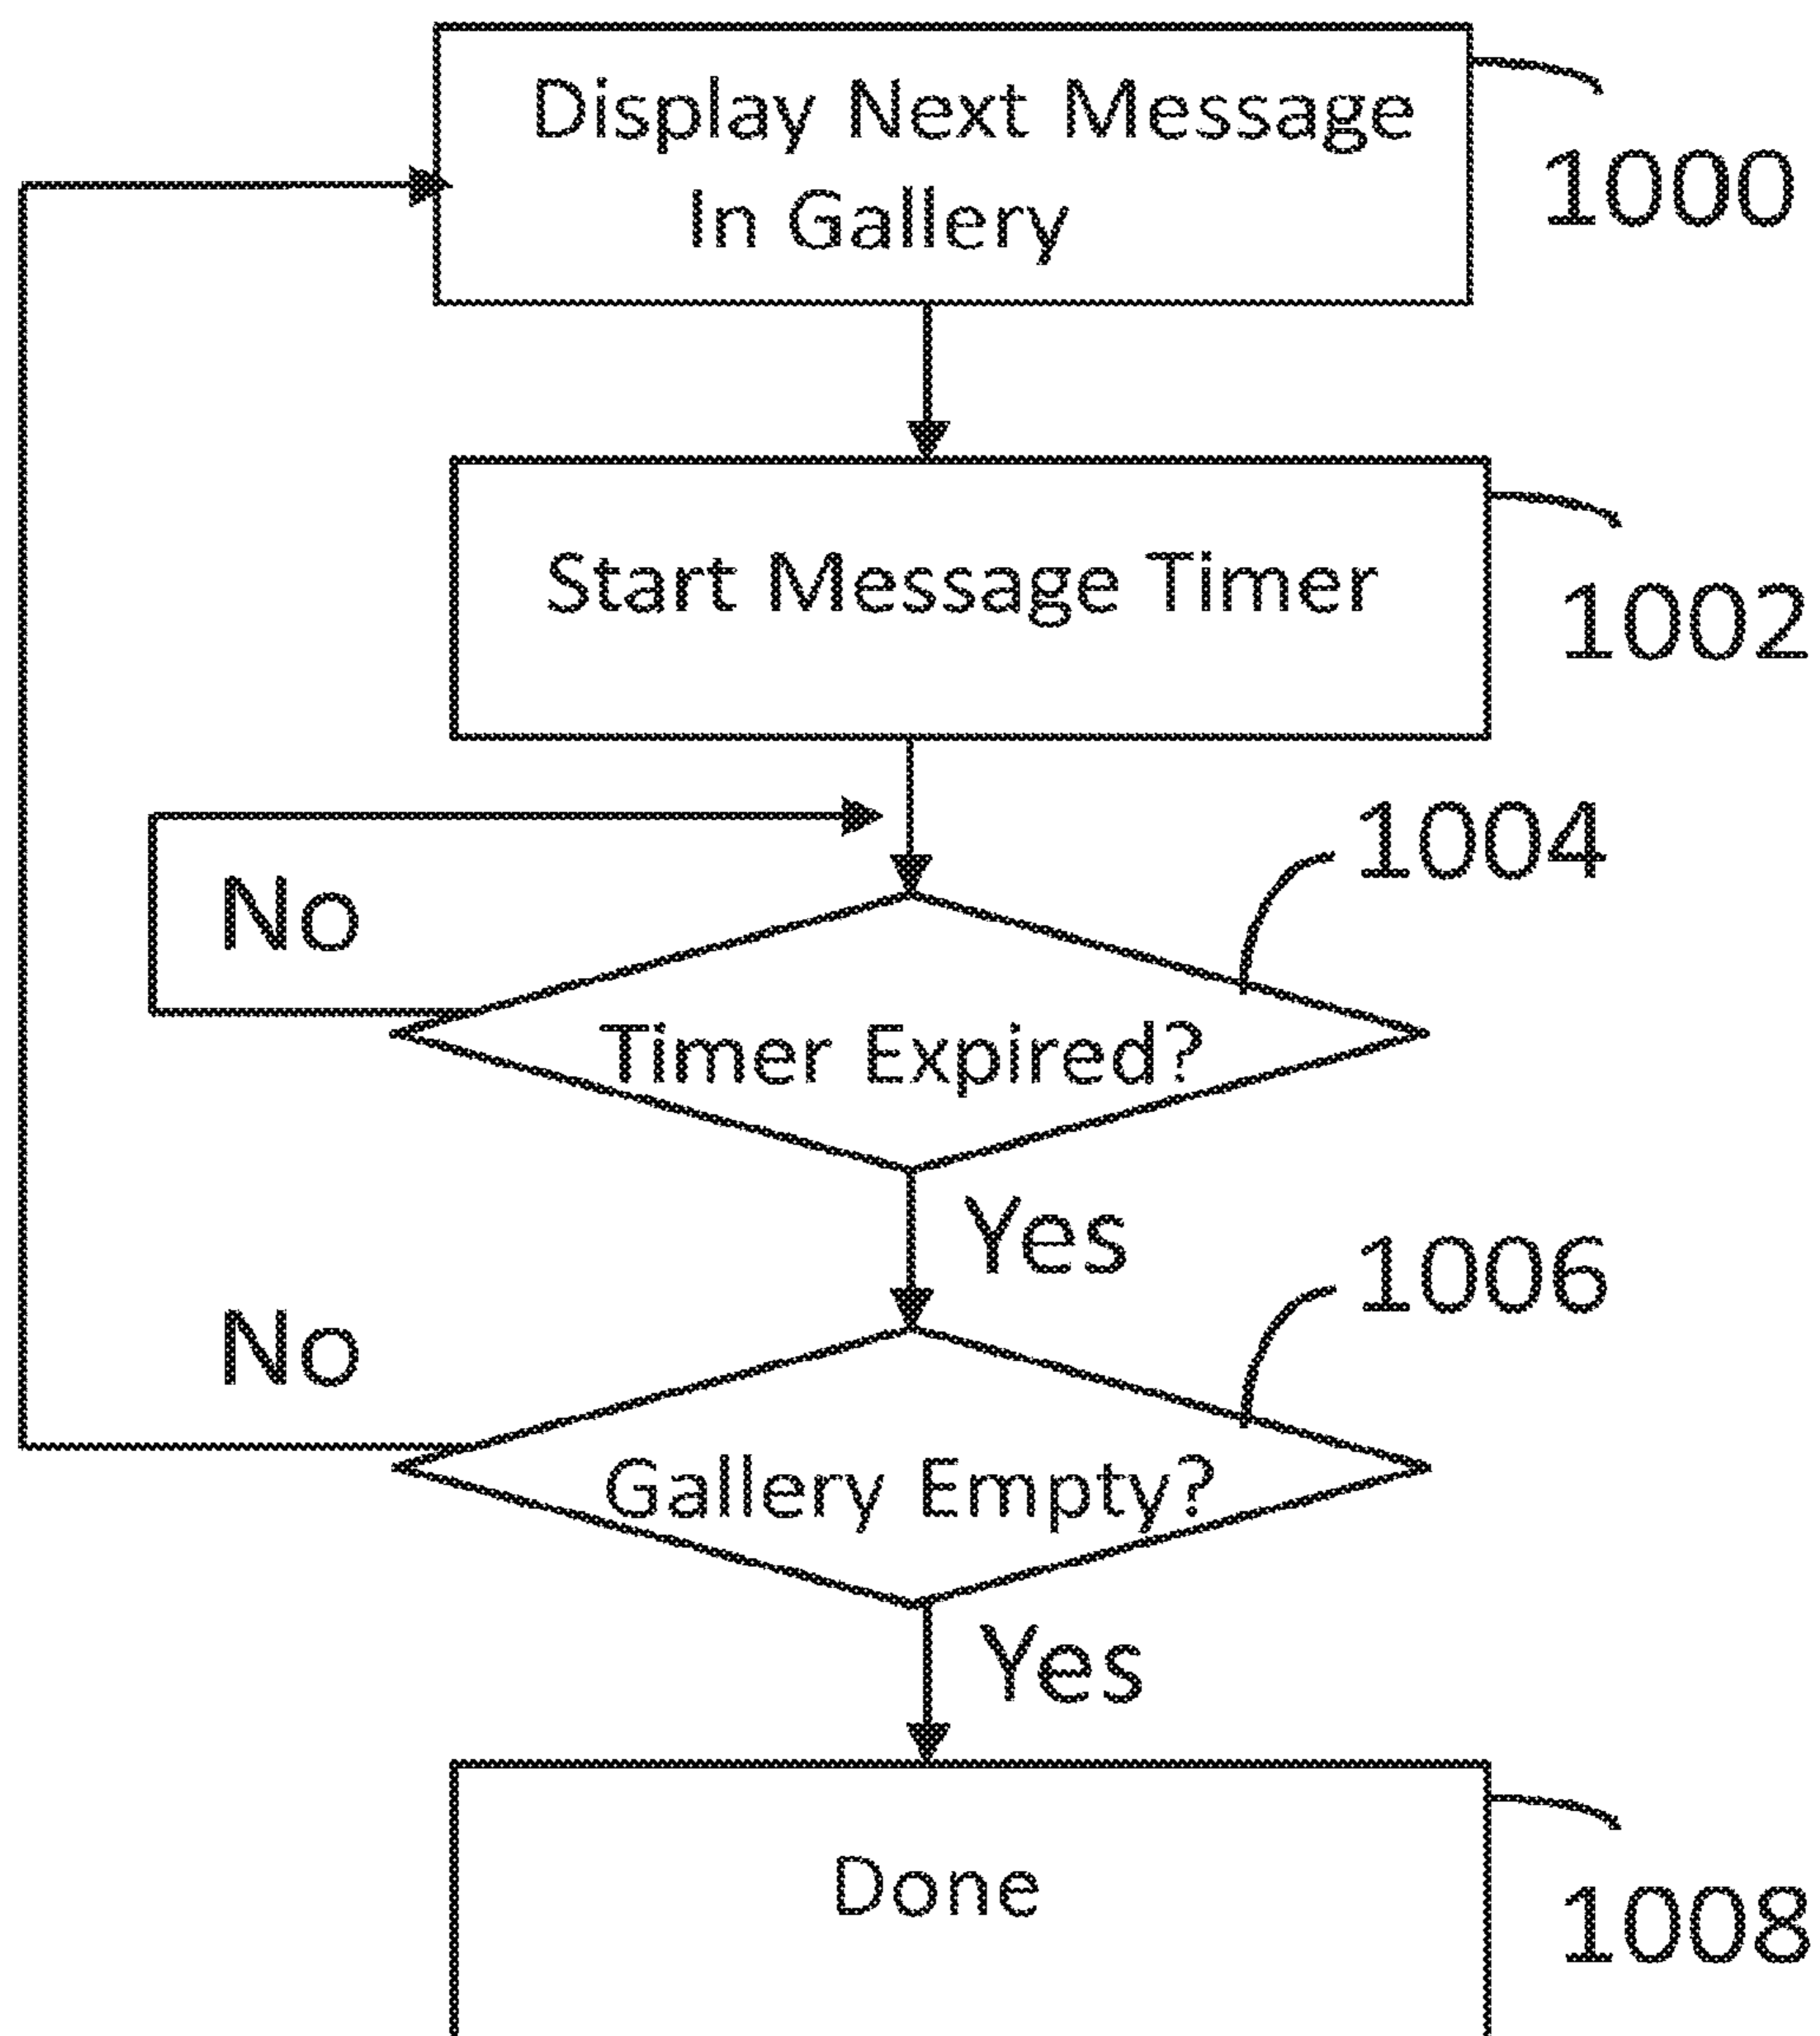 Display Next Message
In Gallery
1000
Start Message Timer
1002
1004
No
Timer Expired?
Yes
1006
No
Gallery Empty?
Yes
Done
1008